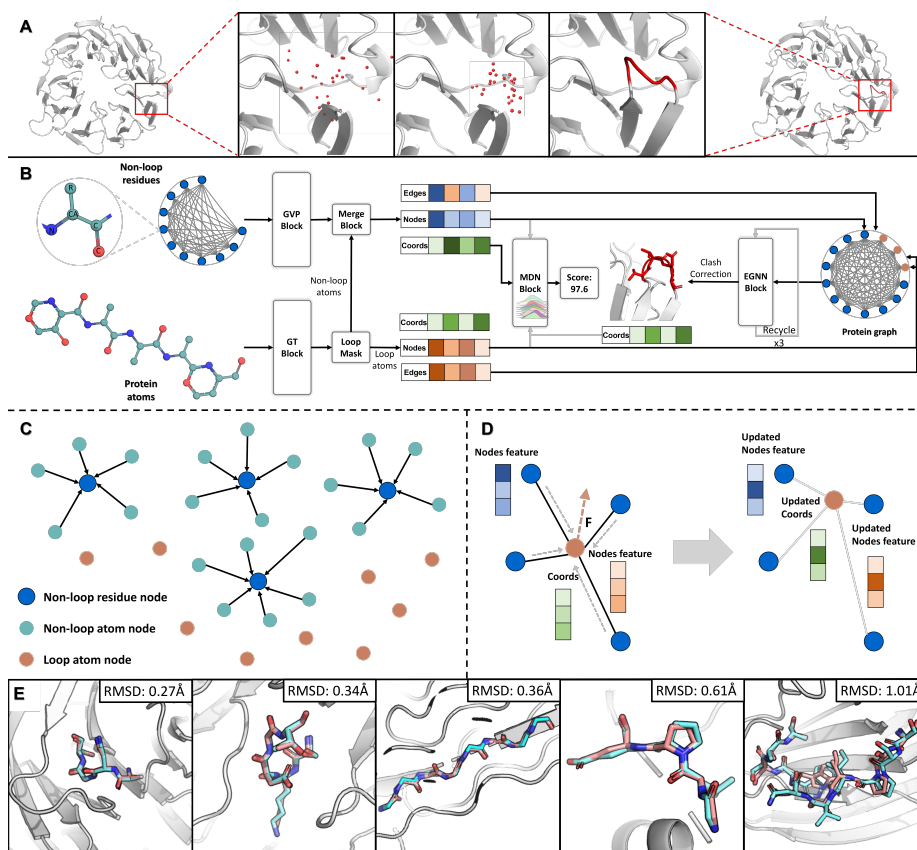 A
B
Non-loop
residues
R
CA
C
N
C
GVP
Block
Merge
Block
Edges
Nodes
Coords
MDN
Block
Score:
97.6
Clash
Correction
EGNN
Block
Recycle
x3
Protein graph
Non-loop
atoms
Protein
atoms
GT
Block
Loop
Mask
Loop
atoms
Coords
Nodes
Edges
Coords
C
Non-loop residue node
Non-loop atom node
Loop atom node
D
Nodes feature
F
Nodes feature
Coords
Updated
Nodes feature
Updated
Coords
Updated
Nodes feature
E
RMSD: 0.27Å
RMSD: 0.34Å
RMSD: 0.36Å
RMSD: 0.61Å
RMSD: 1.01Å